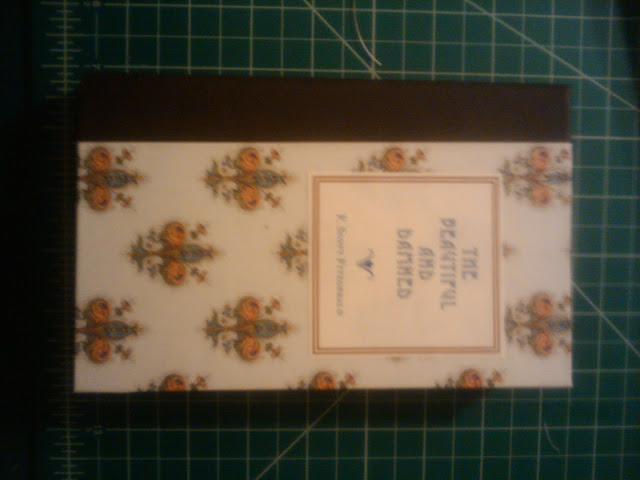 THE
BEAUTIFUL
AND
DAMNED
F. SCOTT FITZGERALD